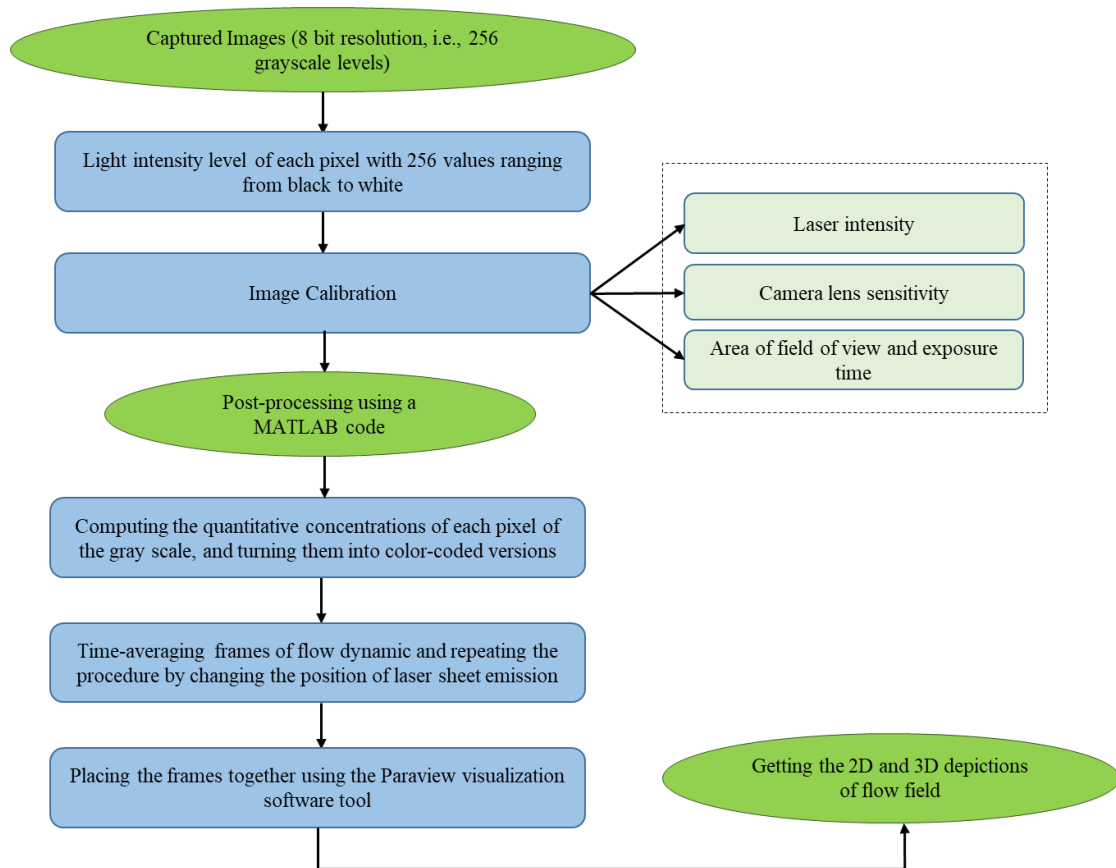 Captured Images (8 bit resolution, i.e., 256
grayscale levels)
Light intensity level of each pixel with 256 values ranging
from black to white
Image Calibration
Laser intensity
Camera lens sensitivity
Area of field of view and exposure
time
Post-processing using a
MATLAB code
Computing the quantitative concentrations of each pixel of
the gray scale, and turning them into color-coded versions
Time-averaging frames of flow dynamic and repeating the
procedure by changing the position of laser sheet emission
Placing the frames together using the Paraview visualization
software tool
Getting the 2D and 3D depictions
of flow field